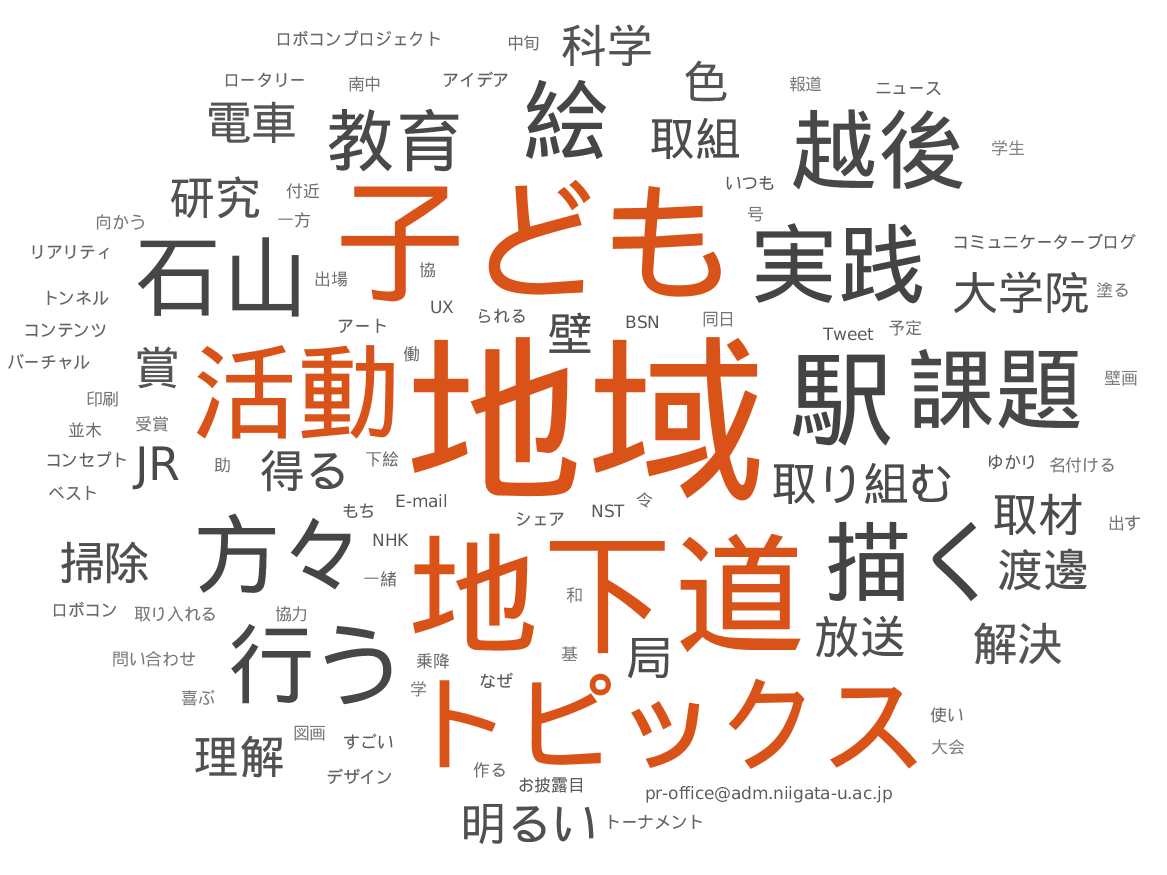 ロボコンプロジェクト
中旬
科学
ロータリー
南中
アイデア
色
報道
ニュース
電車
教育
絵
取組
越後
学生
研究
付近
子ども
いつも
向かう
一方
号
実践
リアリティ
石山
出場
協
コミュニケーターブログ
トンネル
UX
られる
壁
BSN
同日
大学院
塗る
コンテンツ
アート
Tweet
予定
バーチャル
賞
活動
働
地域
駅
課題
壁画
印刷
受賞
並木
コンセプト
JR
助
得る
下絵
取り組む
ゆかり
名付ける
ベスト
もち
E-mail
シェア
NST
令
取材
出す
掃除
方々
NHK
一緒
地下道
描く
渡邊
ロボコン
取り入れる
協力
和
放送
解決
問い合わせ
行う
乗降
基
局
喜ぶ
学
なぜ
トピックス
使い
理解
図画
すごい
大会
デザイン
作る
お披露目
pr-office@adm.niigata-u.ac.jp
明るい
トーナメント